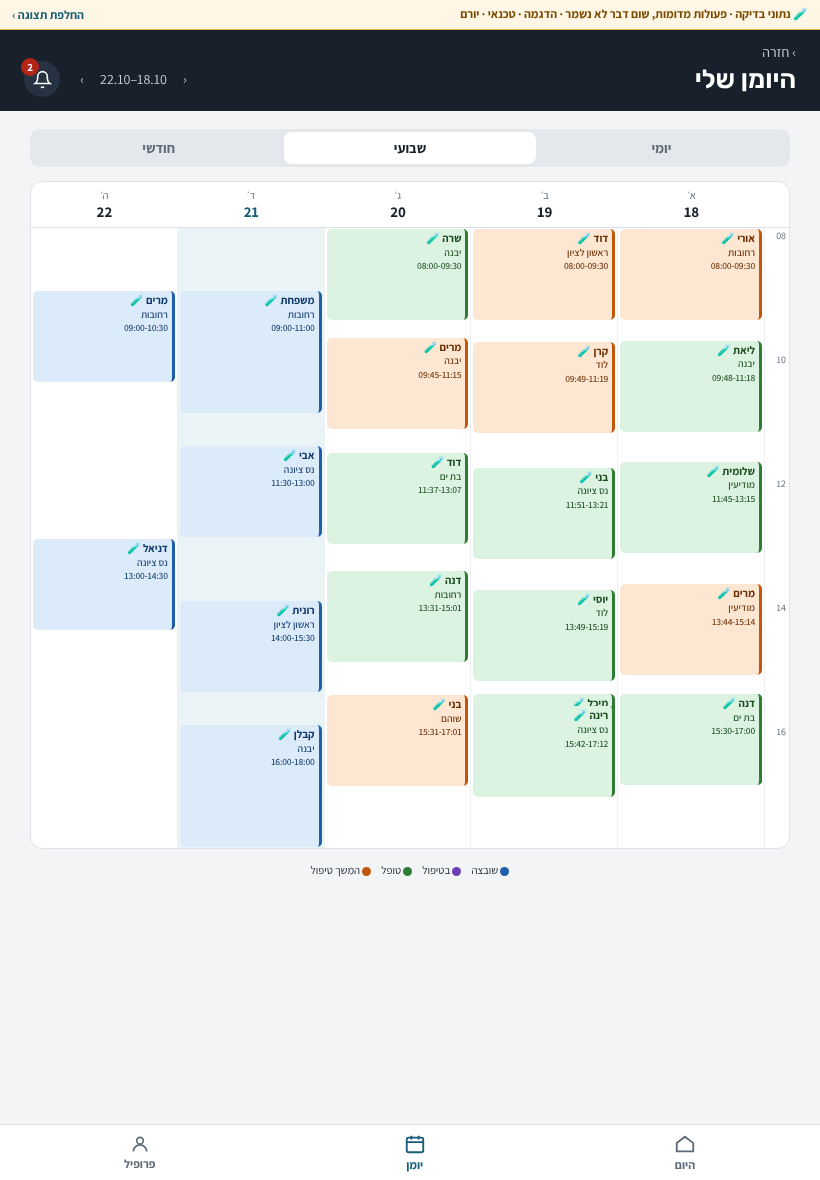 🧪 נתוני בדיקה · פעולות מדומות, שום דבר לא נשמר · הדגמה · טכנאי · יורם
החלפת תצוגה ›
› חזרה
היומן שלי
› 18.10–22.10 ‹
2
יומי
שבועי
חודשי
א׳
18
ב׳
19
ג׳
20
ד׳
21
ה׳
22
08
10
12
14
16
אורי 🧪
רחובות
08:00-09:30
ליאת 🧪
יבנה
09:48-11:18
שלומית 🧪
מודיעין
11:45-13:15
מרים 🧪
מודיעין
13:44-15:14
דנה 🧪
בת ים
15:30-17:00
דוד 🧪
ראשון לציון
08:00-09:30
קרן 🧪
לוד
09:49-11:19
בני 🧪
נס ציונה
11:51-13:21
יוסי 🧪
לוד
13:49-15:19
מיכל 🧪
רינה 🧪
נס ציונה
15:42-17:12
שרה 🧪
יבנה
08:00-09:30
מרים 🧪
יבנה
09:45-11:15
דוד 🧪
בת ים
11:37-13:07
דנה 🧪
רחובות
13:31-15:01
בני 🧪
שוהם
15:31-17:01
משפחת 🧪
רחובות
09:00-11:00
אבי 🧪
נס ציונה
11:30-13:00
רונית 🧪
ראשון לציון
14:00-15:30
קבלן 🧪
יבנה
16:00-18:00
מרים 🧪
רחובות
09:00-10:30
דניאל 🧪
נס ציונה
13:00-14:30
שובצה
בטיפול
טופל
המשך טיפול
היום
יומן
פרופיל